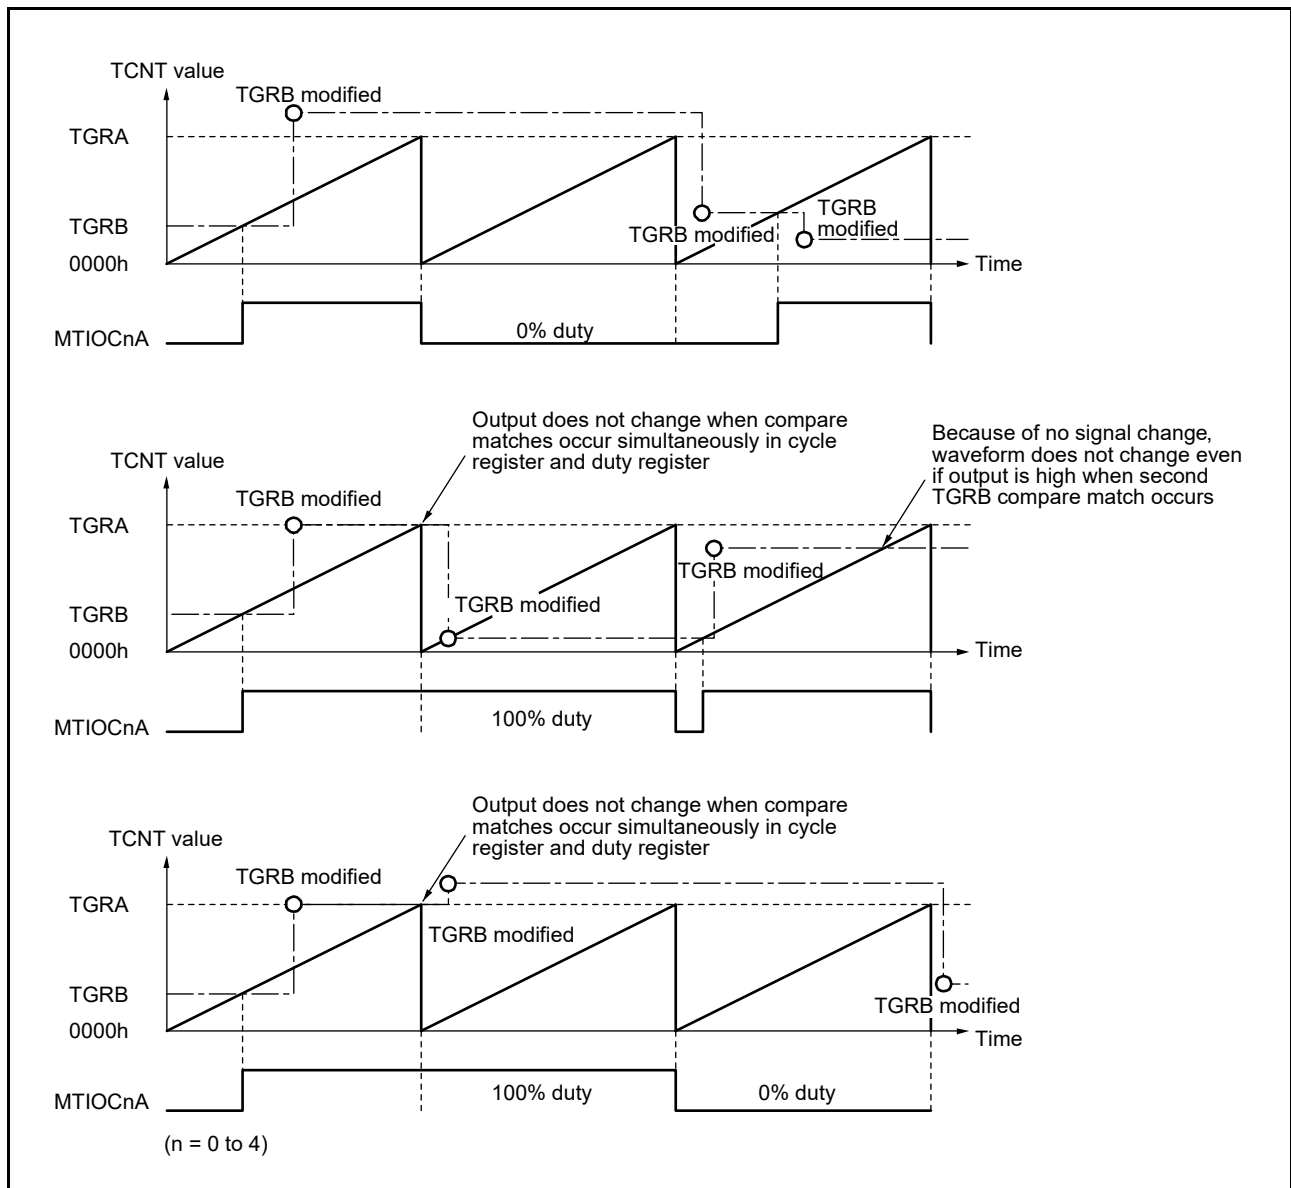 TCNT value
TGRB modified
TGRA
TGRB
TGRB modified
TGRB
modified
0000h
Time
MTIOCnA
0% duty
Output does not change when compare
matches occur simultaneously in cycle
register and duty register
Because of no signal change,
waveform does not change even
if output is high when second
TGRB compare match occurs
TCNT value
TGRB modified
TGRA
TGRB modified
TGRB modified
TGRB
0000h
Time
MTIOCnA
100% duty
Output does not change when compare
matches occur simultaneously in cycle
register and duty register
TCNT value
TGRB modified
TGRA
TGRB modified
TGRB
TGRB modified
0000h
Time
MTIOCnA
100% duty
0% duty
(n = 0 to 4)